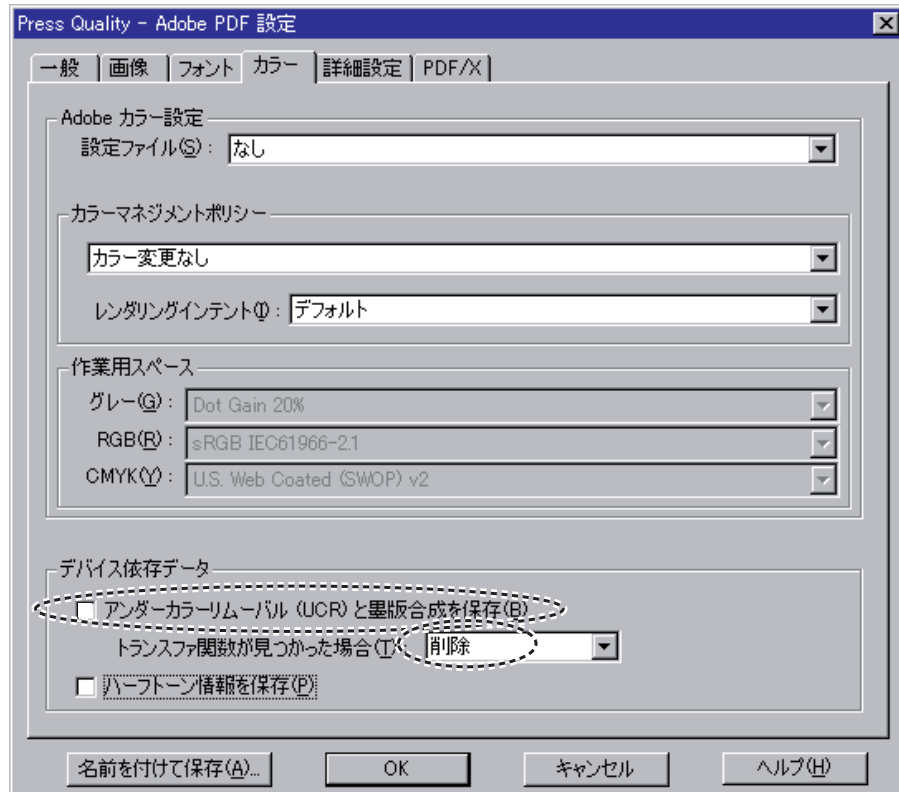 Press Quality - Adobe PDF 設定
一般 画像 フォント カラー 詳細設定 PDF/X
Adobe カラー設定
設定ファイル(S): なし
カラーマネジメントポリシー
カラー変更なし
レンダリングインテント(I): デフォルト
作業用スペース
グレー(G): Dot Gain 20%
RGB(R): sRGB IEC61966-2.1
CMYK(Y): U.S. Web Coated (SWOP) v2
デバイス依存データ
アンダーカラーリムーバル (UCR) と墨版合成を保存(B)
トランスファ関数が見つかった場合(T): 削除
ハーフトーン情報を保存(P)
名前を付けて保存(A)... OK キャンセル ヘルプ(H)